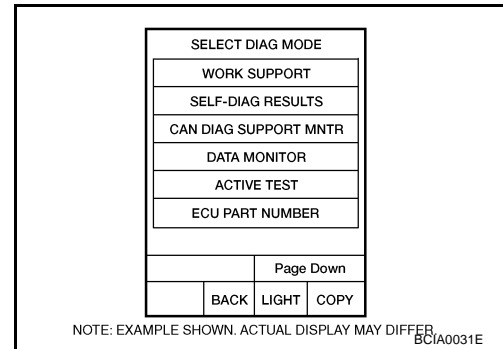 SELECT DIAG MODE
WORK SUPPORT
SELF-DIAG RESULTS
CAN DIAG SUPPORT MNTR
DATA MONITOR
ACTIVE TEST
ECU PART NUMBER
Page Down
BACK LIGHT COPY
NOTE: EXAMPLE SHOWN. ACTUAL DISPLAY MAY DIFFER.
BCIA0031E